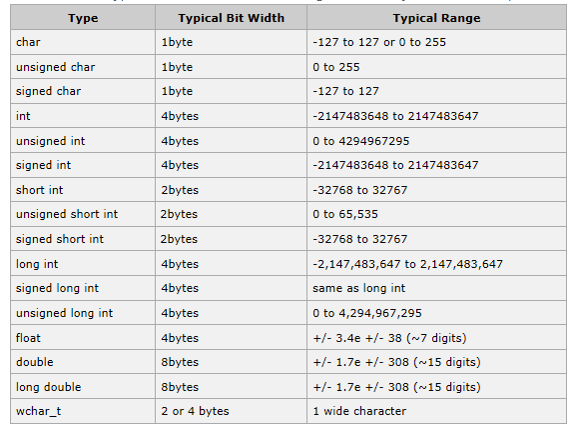 Type Typical Bit Width Typical Range
char 1byte -127 to 127 or 0 to 255
unsigned char 1byte 0 to 255
signed char 1byte -127 to 127
int 4bytes -2147483648 to 2147483647
unsigned int 4bytes 0 to 4294967295
signed int 4bytes -2147483648 to 2147483647
short int 2bytes -32768 to 32767
unsigned short int 2bytes 0 to 65,535
signed short int 2bytes -32768 to 32767
long int 4bytes -2,147,483,647 to 2,147,483,647
signed long int 4bytes same as long int
unsigned long int 4bytes 0 to 4,294,967,295
float 4bytes +/- 3.4e +/- 38 (~7 digits)
double 8bytes +/- 1.7e +/- 308 (~15 digits)
long double 8bytes +/- 1.7e +/- 308 (~15 digits)
wchar_t 2 or 4 bytes 1 wide character